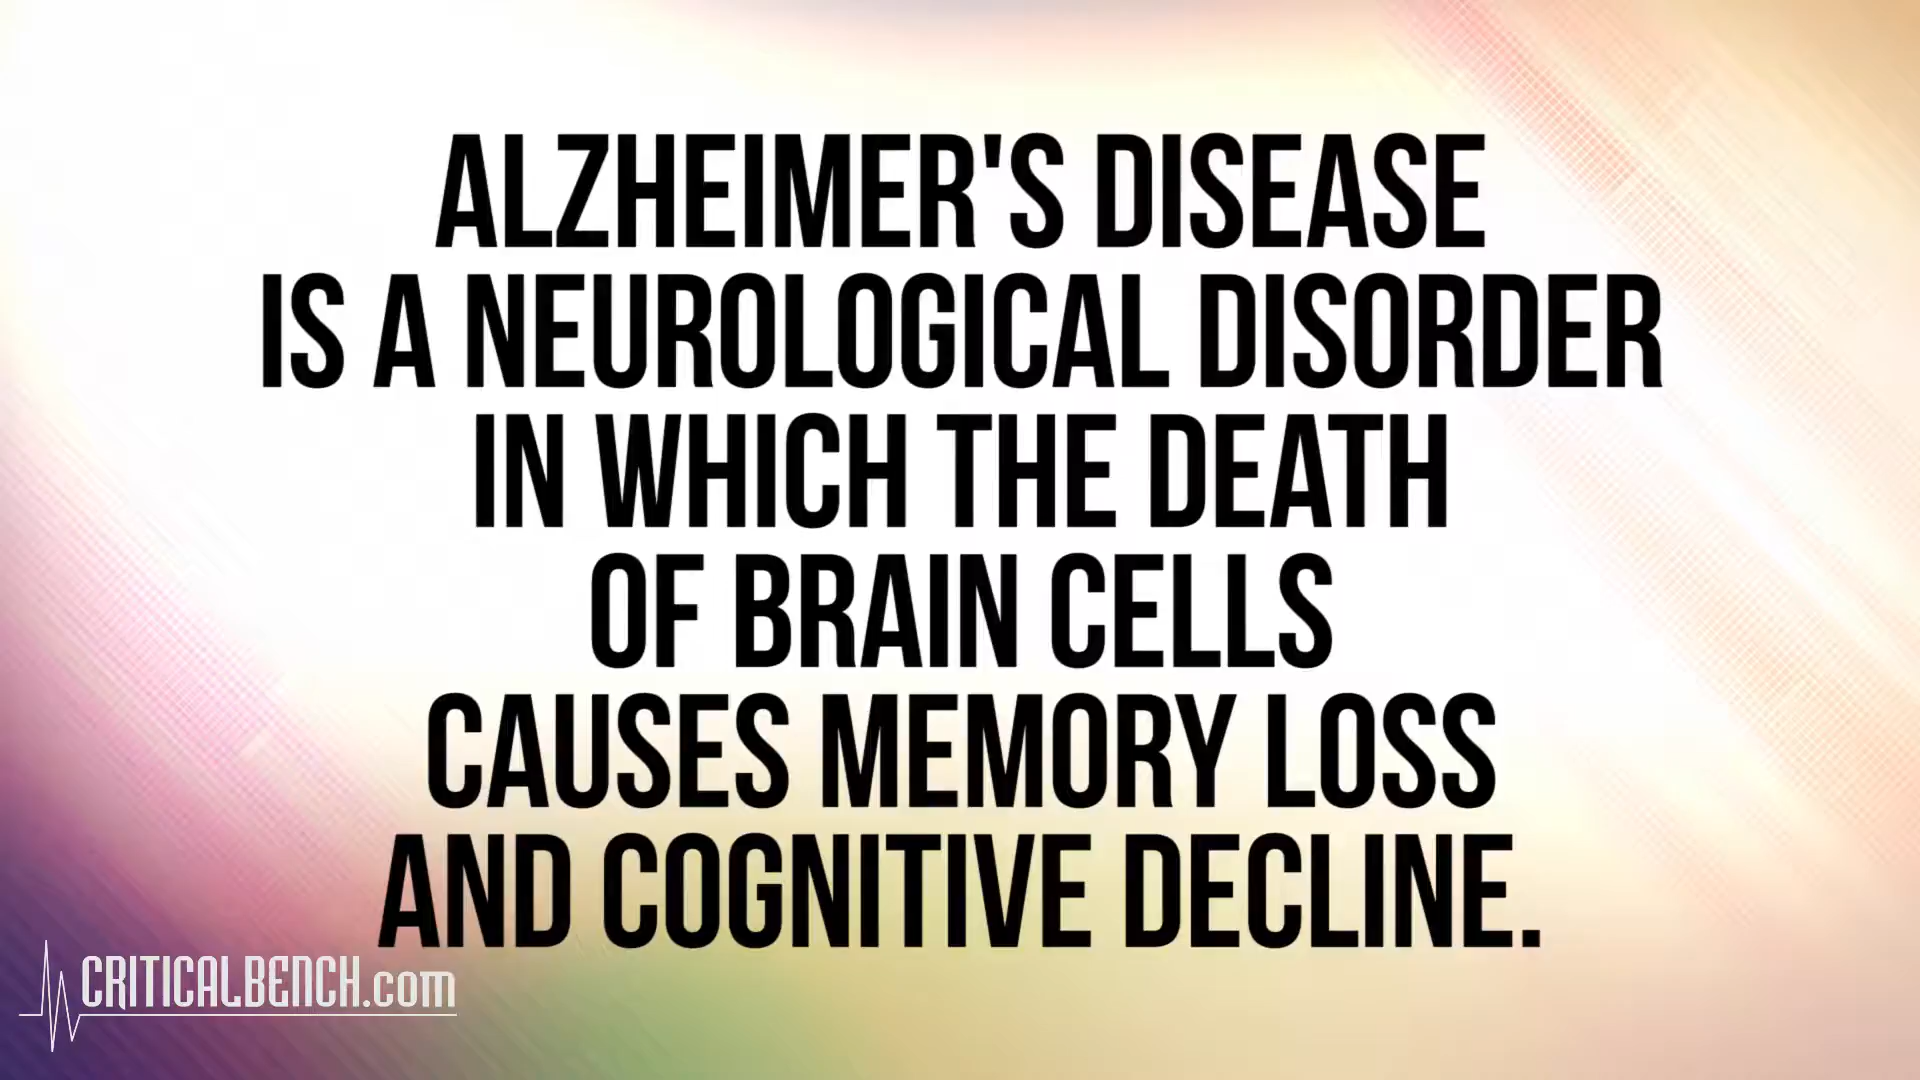 ALZHEIMER'S DISEASE
IS A NEUROLOGICAL DISORDER
IN WHICH THE DEATH
OF BRAIN CELLS
CAUSES MEMORY LOSS
AND COGNITIVE DECLINE.
CRITICALBENCH.com